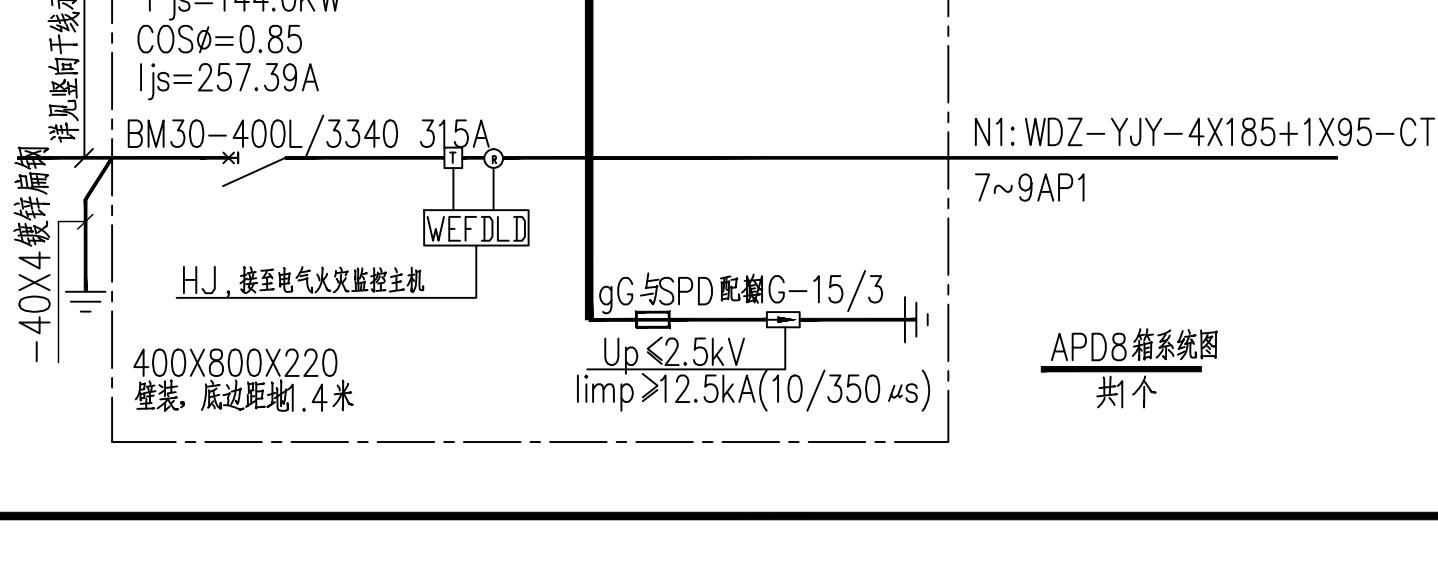 js=144.0KW
COSø=0.85
Ijs=257.39A
详见竖向干线
BM30-400L/3340 315A
T
R
N1:WDZ-YJY-4X185+1X95-CT
7~9AP1
-40X4镀锌扁钢
WEFDLD
HJ,接至电气火灾监控主机
gG与SPD配
G-15/3
Up≤2.5kV
Iimp≥12.5kA(10/350μs)
400X800X220
壁装,底边距地1.4米
APD8箱系统图
共1个